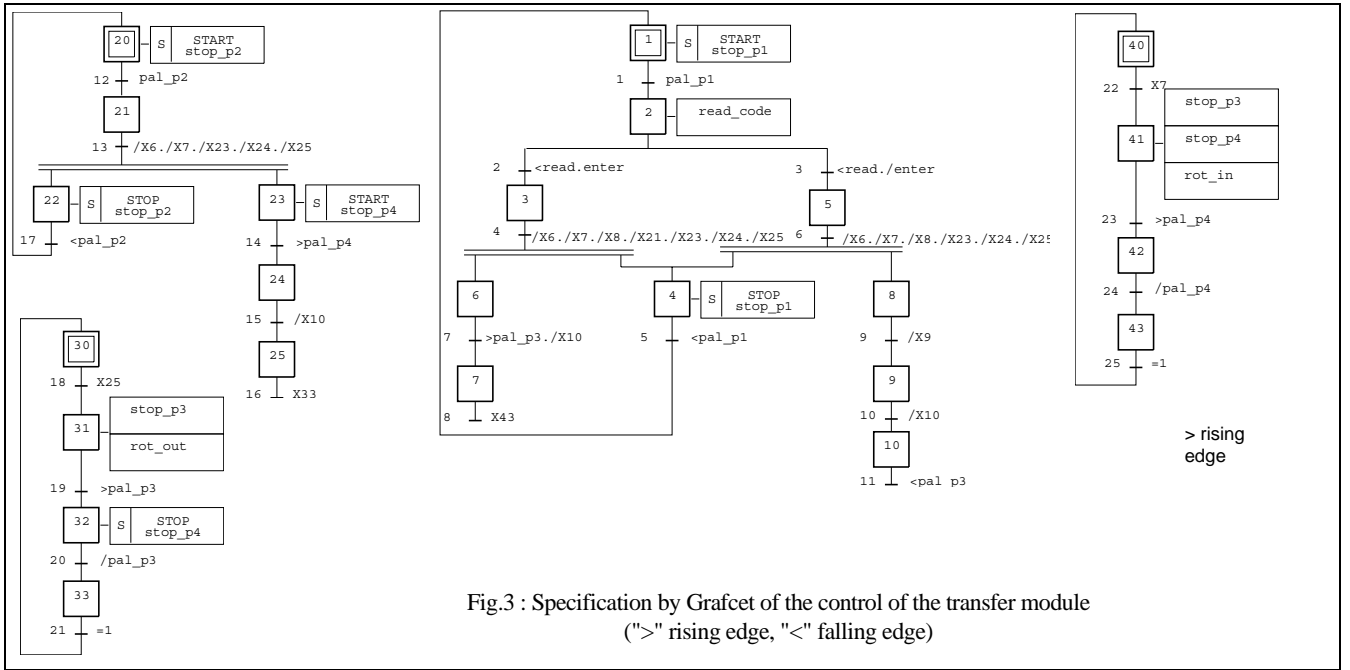 20
S
START
stop_p2
12
pal_p2
21
13
/X6./X7./X23./X24./X25
22
S
STOP
stop_p2
17
<pal_p2
23
S
START
stop_p4
14
>pal_p4
24
15
/X10
25
16
X33
30
18
X25
31
stop_p3
rot_out
19
>pal_p3
32
S
STOP
stop_p4
20
/pal_p3
33
21
=1
1
S
START
stop_p1
1
pal_p1
2
read_code
2
<read.enter
3
<read./enter
3
5
4
/X6./X7./X8./X21./X23./X24./X25
6
/X6./X7./X8./X23./X24./X25
6
4
S
STOP
stop_p1
8
7
>pal_p3./X10
5
<pal_p1
9
/X9
7
9
8
X43
10
/X10
10
11
<pal_p3
40
22
X7
41
stop_p3
stop_p4
rot_in
23
>pal_p4
42
24
/pal_p4
43
25
=1
> rising
edge
Fig.3 : Specification by Grafcet of the control of the transfer module
(">" rising edge, "<" falling edge)